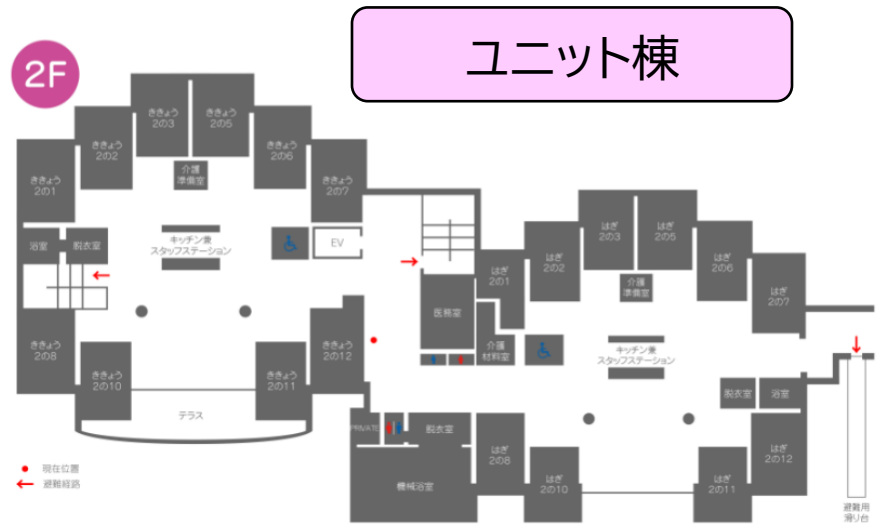 ユニット棟
2F
ききょう
2の3
ききょう
2の5
ききょう
2の2
ききょう
2の6
ききょう
2の1
介護
準備室
ききょう
2の7
浴室
脱衣室
キッチン兼
スタッフステーション
EV
ききょう
2の8
ききょう
2の10
ききょう
2の11
ききょう
2の12
テラス
はぎ
2の3
はぎ
2の5
はぎ
2の2
はぎ
2の6
はぎ
2の1
介護
準備室
はぎ
2の7
医務室
介護
材料室
キッチン兼
スタッフステーション
脱衣室
浴室
PRIVATE
脱衣室
機械浴室
はぎ
2の8
はぎ
2の10
はぎ
2の11
はぎ
2の12
現在位置
避難経路
避難用
滑り台